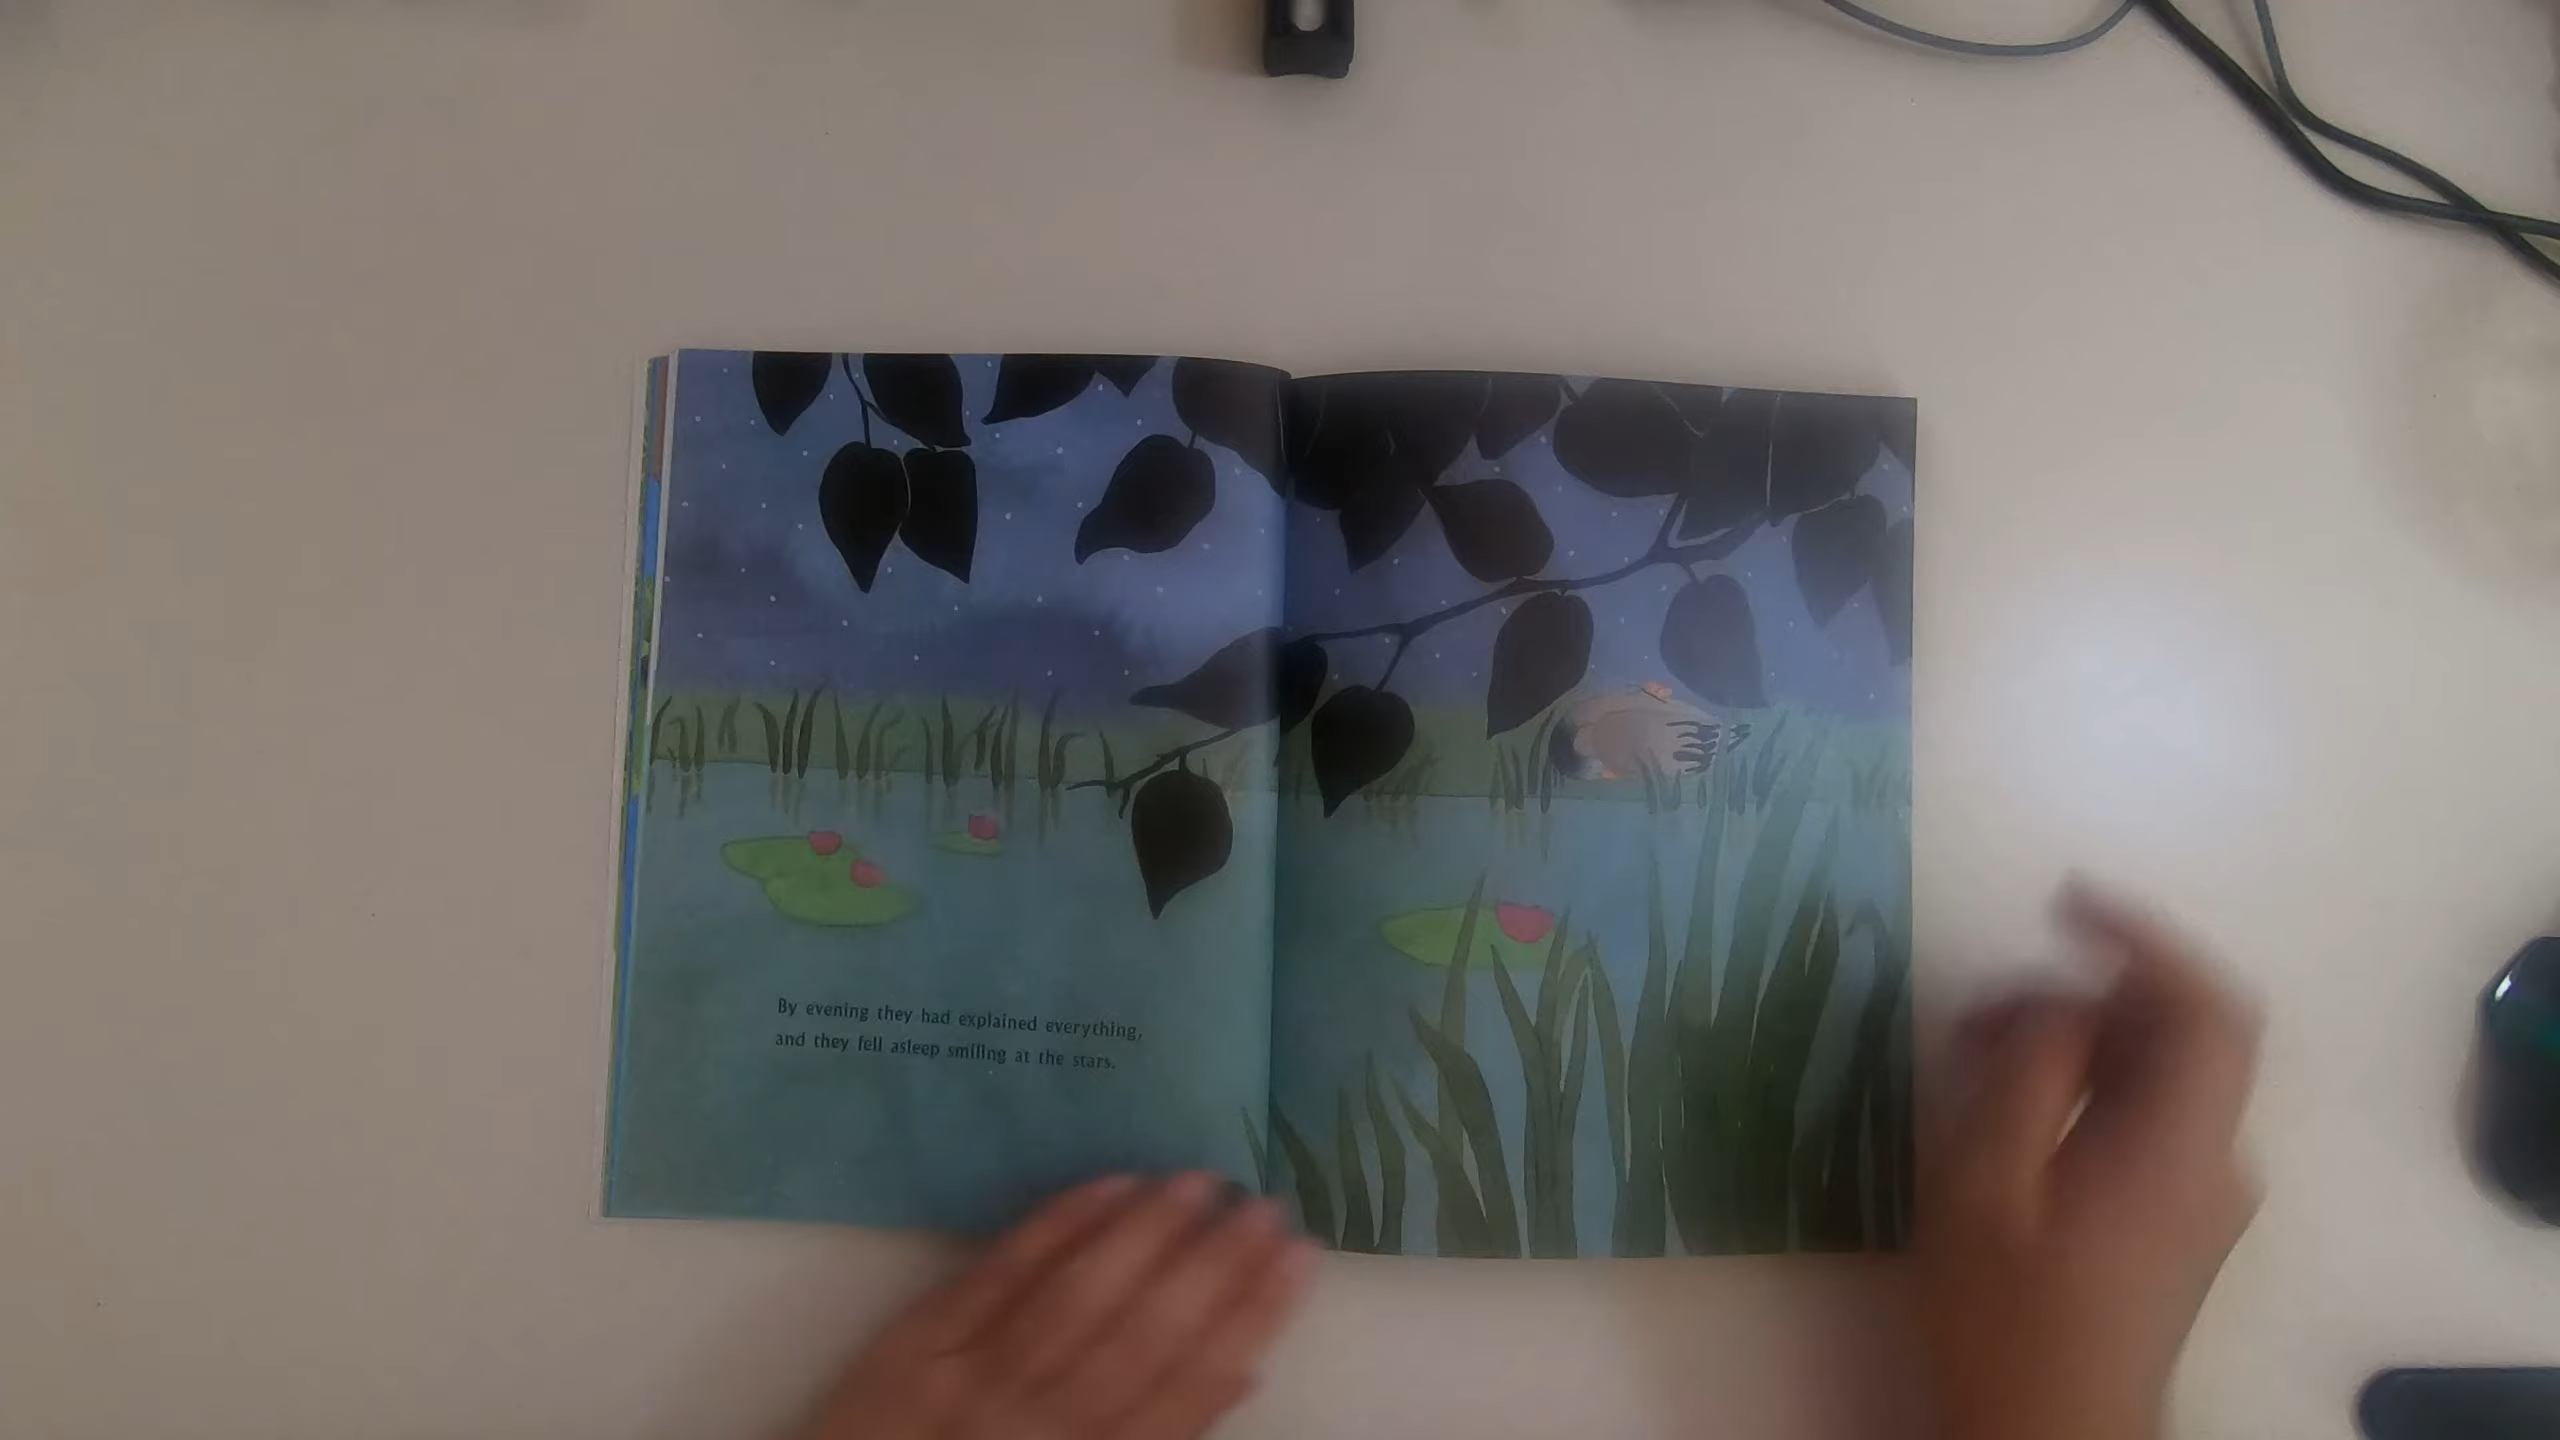 By evening they had explained everything,
and they fell asleep smiling at the stars.